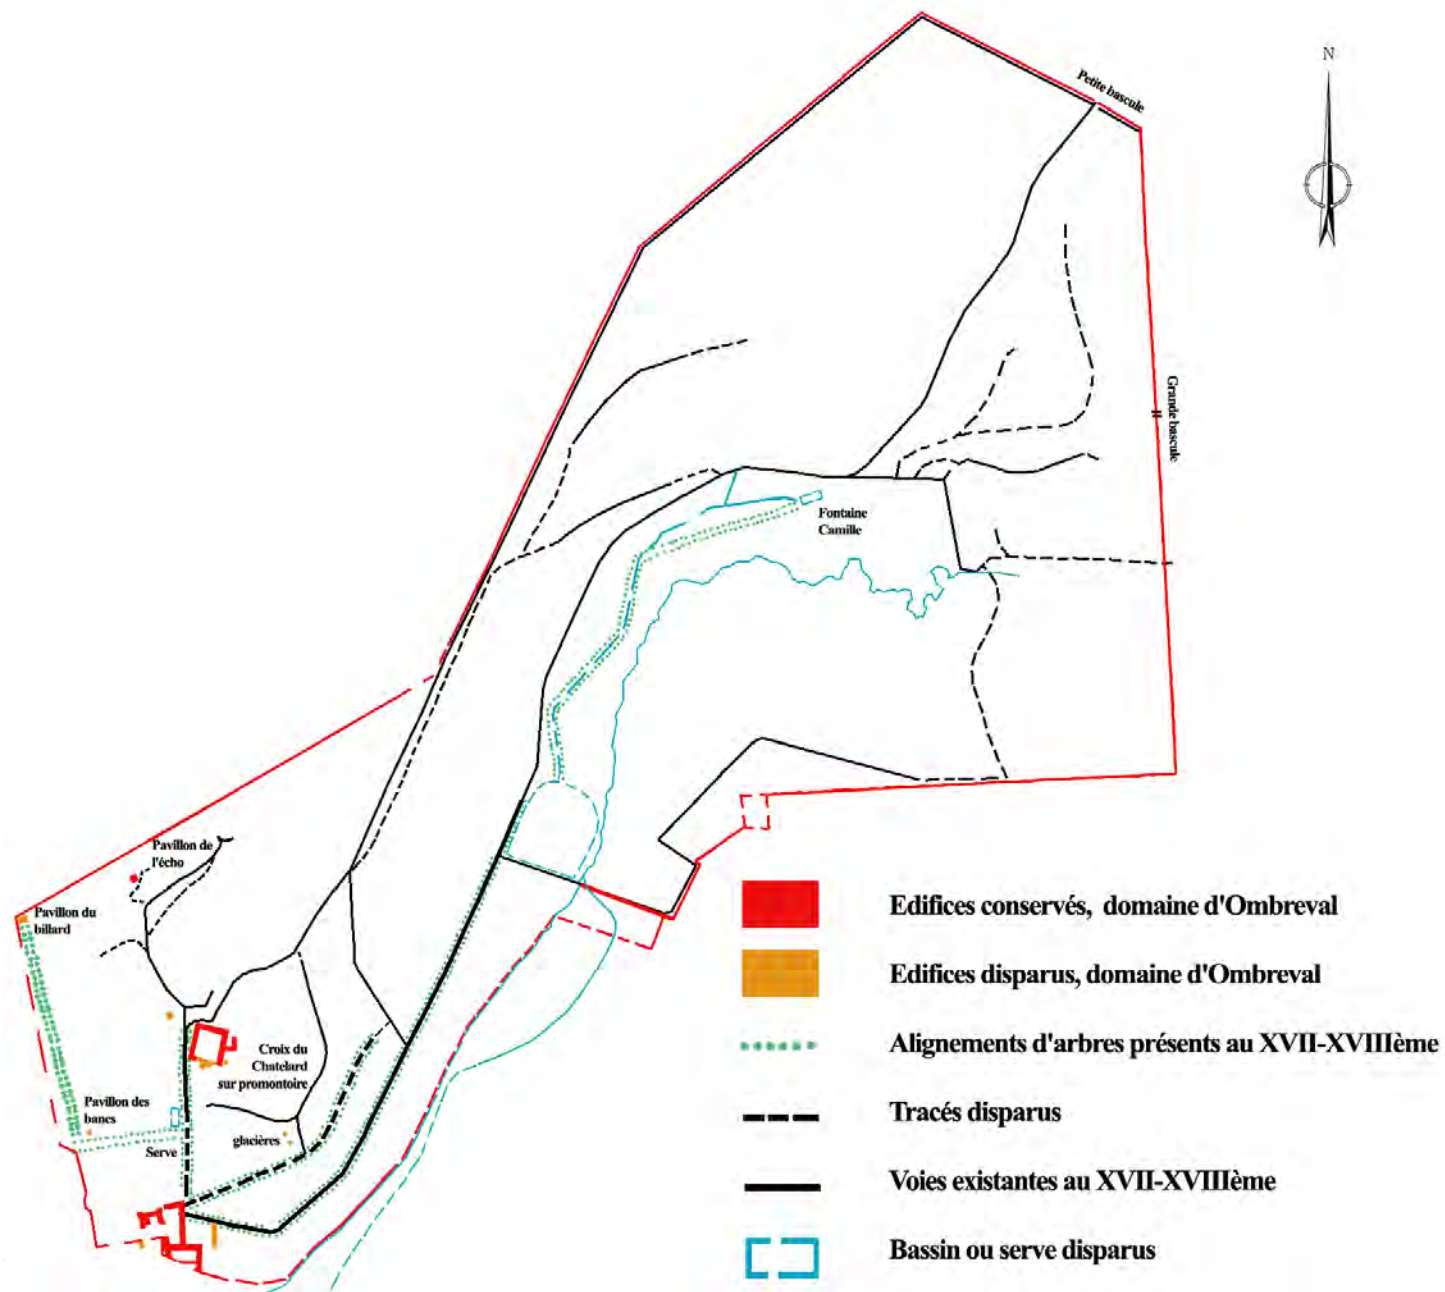 N
Petite bascule
Grande bascule
Fontaine
Camille
Pavillon de
l'écho
Pavillon du
billard
Croix du
Chatelard
sur promontoire
Pavillon des
bancs
glacières
Serve
Edifices conservés, domaine d'Ombreval
Edifices disparus, domaine d'Ombreval
Alignements d'arbres présents au XVII-XVIIIème
Tracés disparus
Voies existantes au XVII-XVIIIème
Bassin ou serve disparus